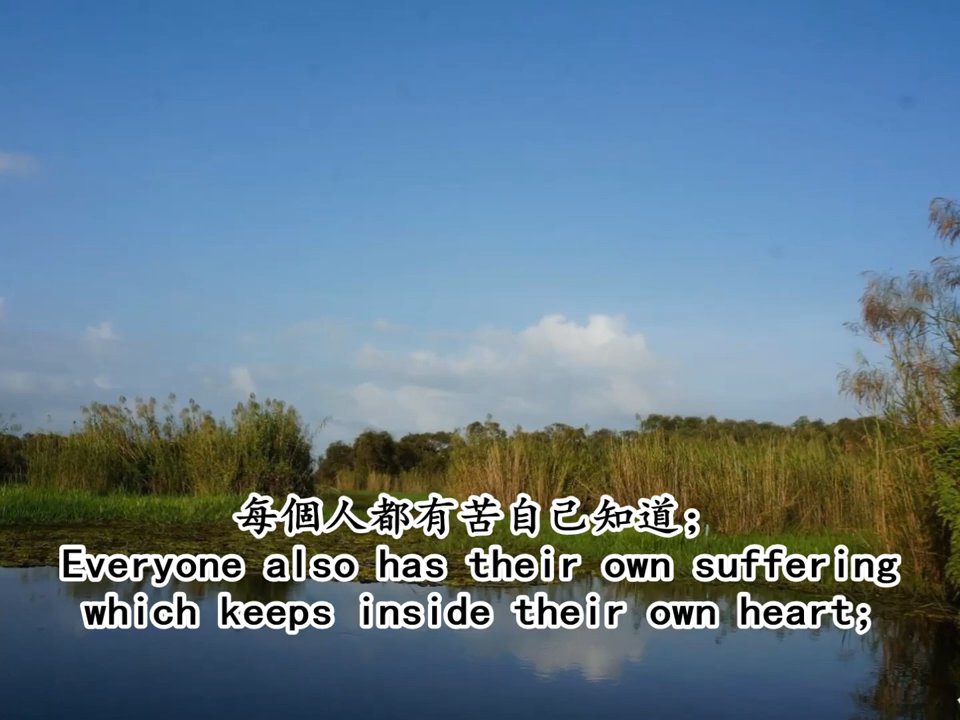 每個人都有苦自己知道；
Everyone also has their own suffering
which keeps inside their own heart;